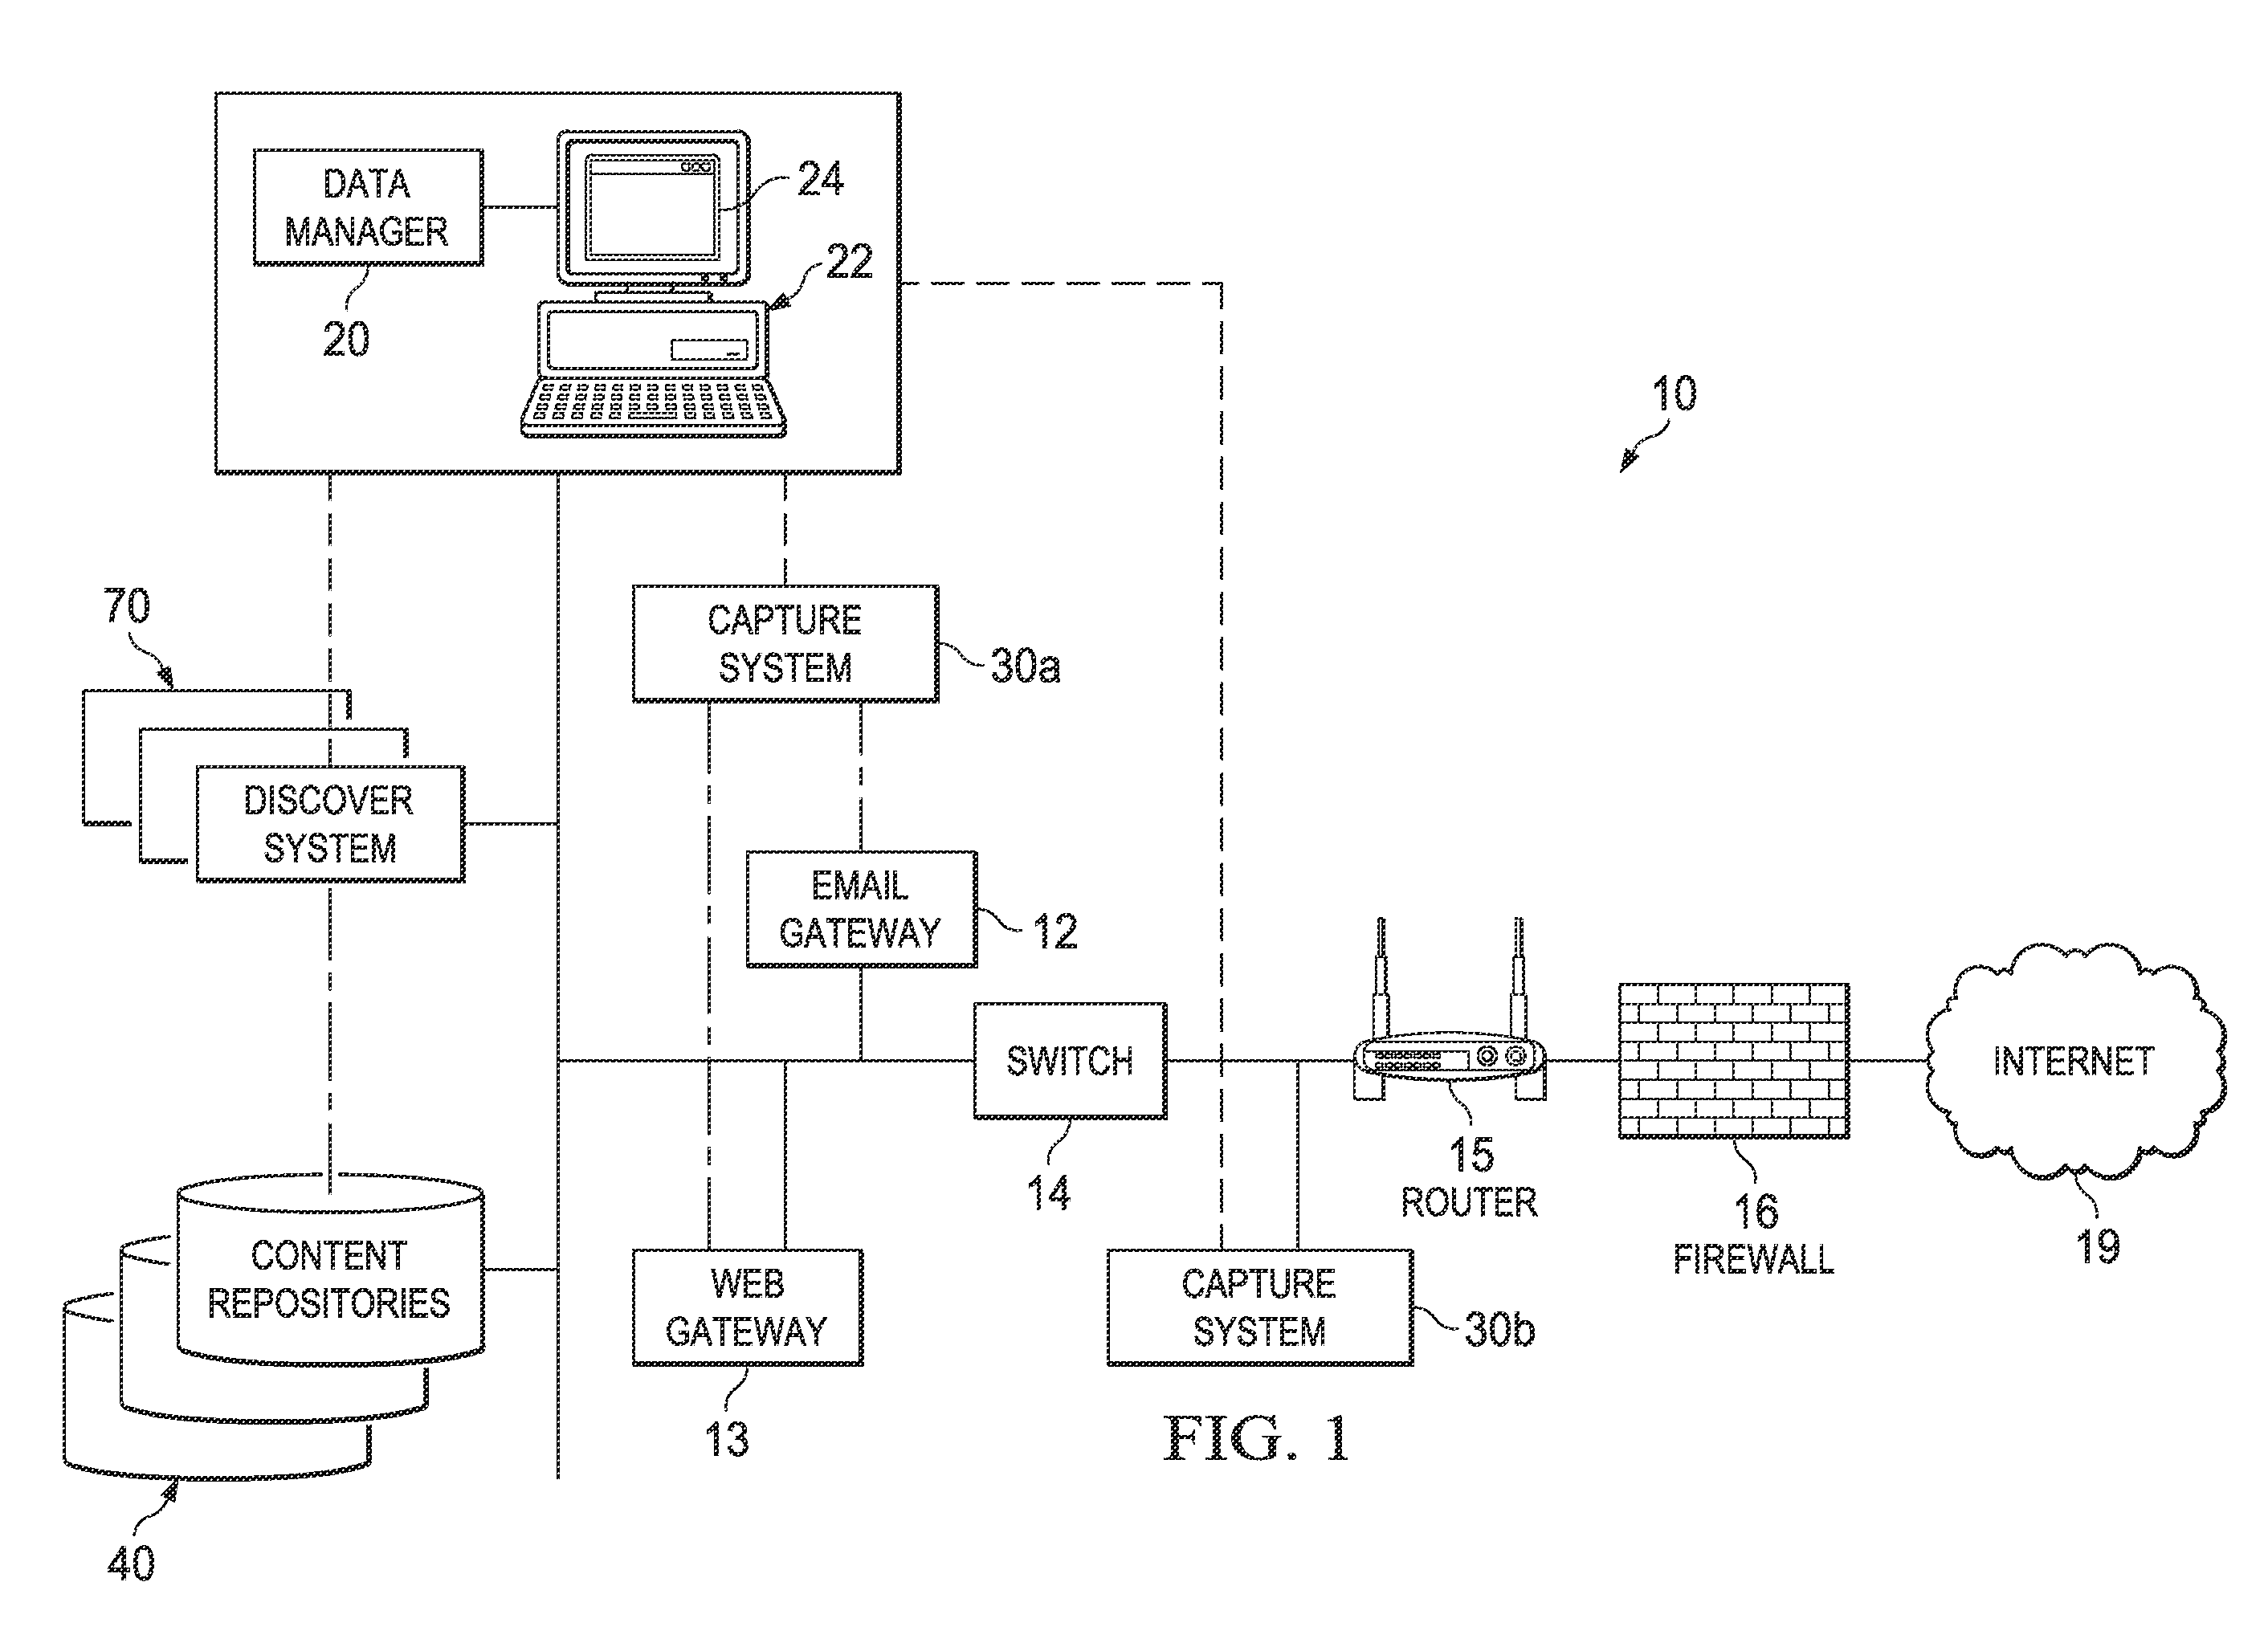 DATA
MANAGER
20
24
22
10
70
CAPTURE
SYSTEM
30a
DISCOVER
SYSTEM
EMAIL
GATEWAY
12
SWITCH
14
15
ROUTER
16
FIREWALL
INTERNET
19
CONTENT
REPOSITORIES
40
WEB
GATEWAY
13
CAPTURE
SYSTEM
30b
FIG. 1